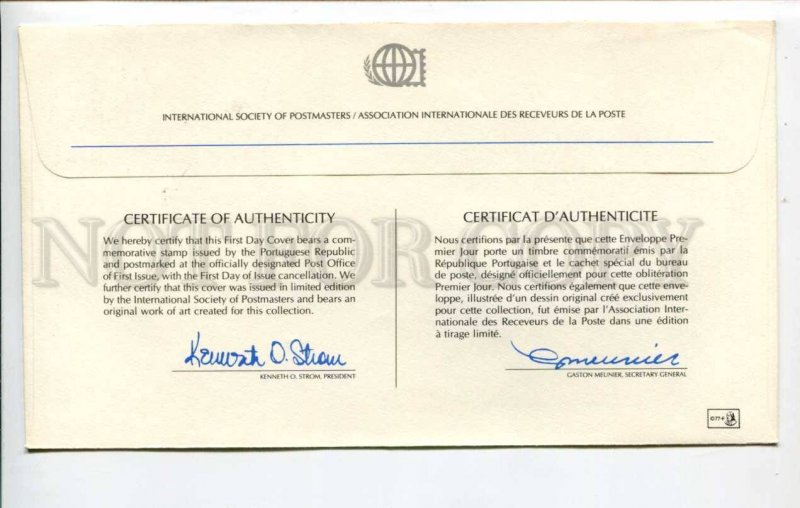 INTERNATIONAL SOCIETY OF POSTMASTERS / ASSOCIATION INTERNATIONALE DES RECEVEURS DE LA POSTE
CERTIFICATE OF AUTHENTICITY
We hereby certify that this First Day Cover bears a com-
memorative stamp issued by the Portuguese Republic
and postmarked at the officially designated Post Office
of First Issue, with the First Day of Issue cancellation. We
further certify that this cover was issued in limited edition
by the International Society of Postmasters and bears an
original work of art created for this collection.
Kenneth O. Strom
KENNETH O. STROM, PRESIDENT
CERTIFICAT D'AUTHENTICITE
Nous certifions par la présente que cette Enveloppe Pre-
mier Jour porte un timbre commémoratif émis par la
République Portugaise et le cachet spécial du bureau
de poste, désigné officiellement pour cette oblitération
Premier Jour. Nous certifions également que cette enve-
loppe, illustrée d'un dessin original créé exclusivement
pour cette collection, fut émise par l'Association Inter-
nationale des Receveurs de la Poste dans une édition
à tirage limité.
GMeunier
GASTON MEUNIER, SECRETARY GENERAL
NOT FOR COPY